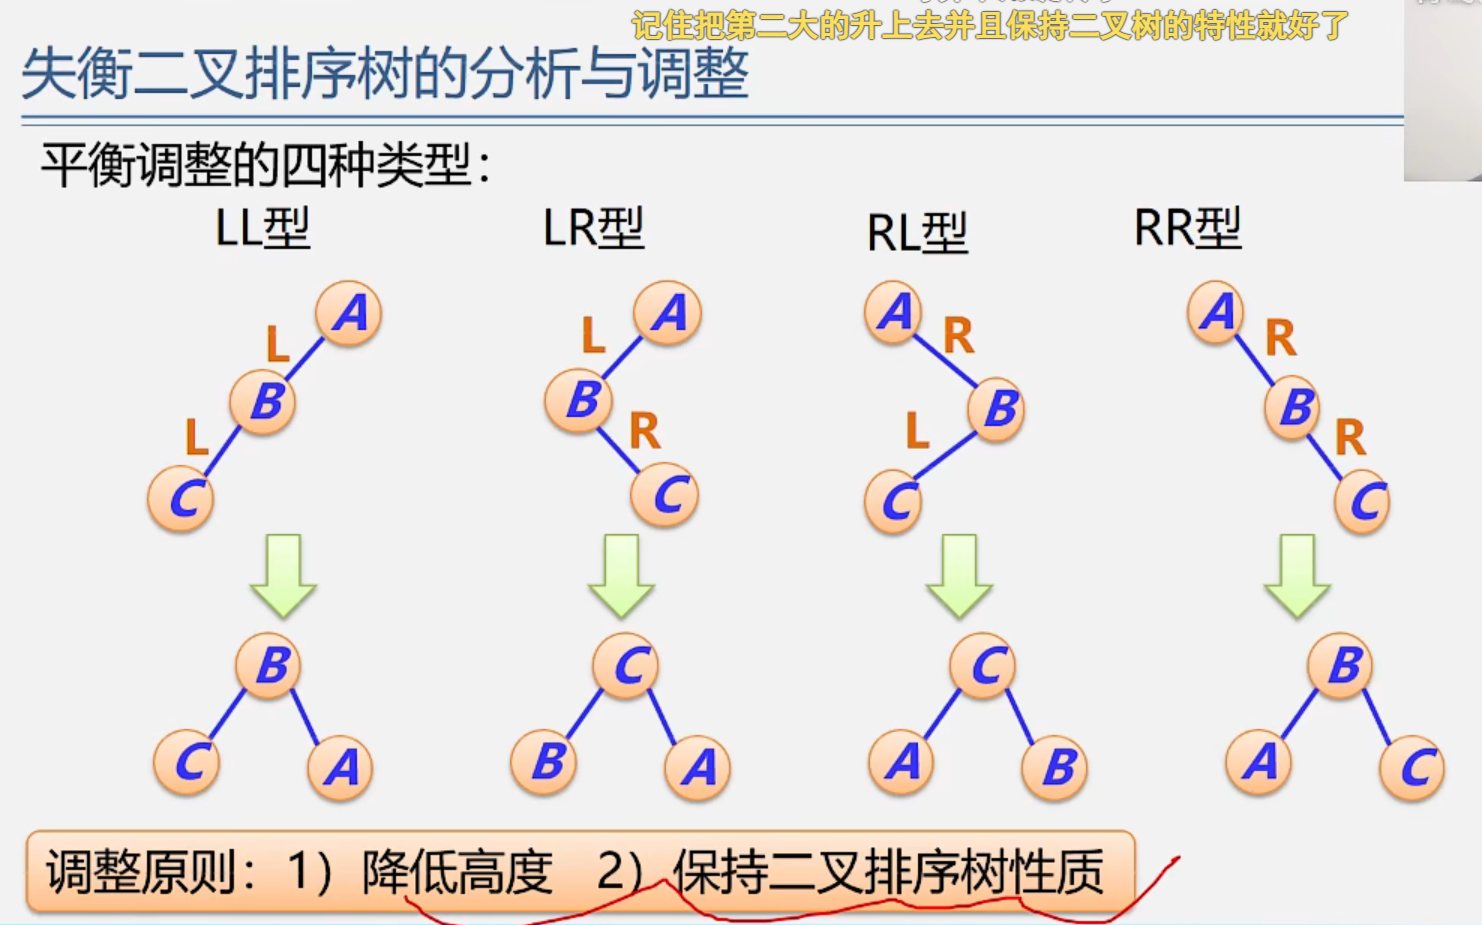 记住把第二大的升上去并且保持二叉树的特性就好了
失衡二叉排序树的分析与调整
平衡调整的四种类型：
LL型 LR型 RL型 RR型
A A A A
L L R R
B B B B
L R L R
C C C C
B C C B
C A B A A B A C
调整原则：1）降低高度 2）保持二叉排序树性质